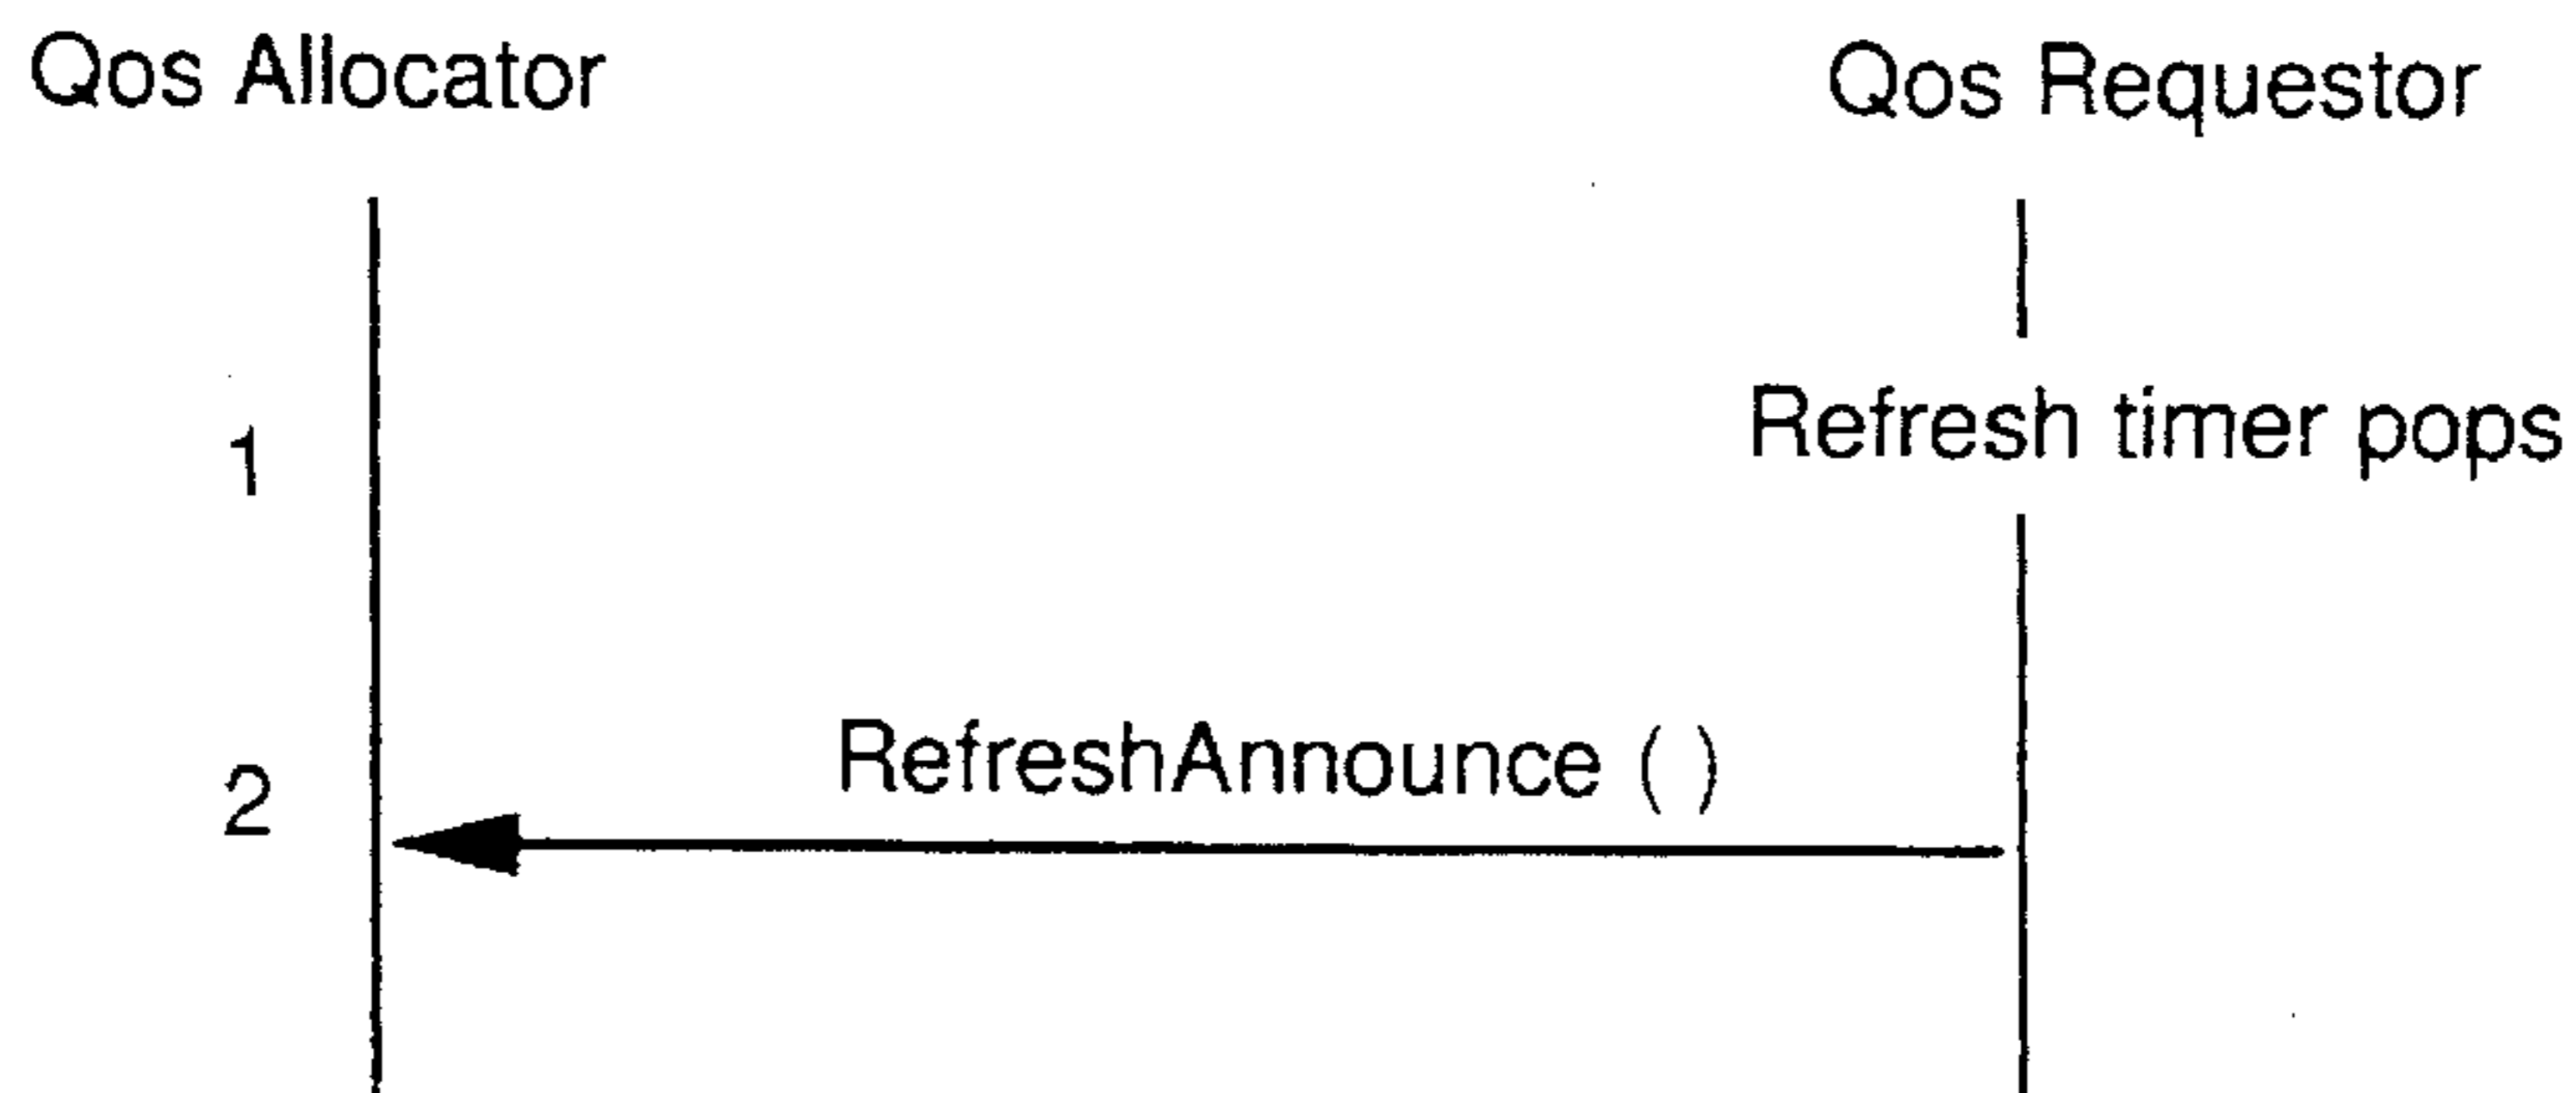 Qos Allocator
Qos Requestor
1
Refresh timer pops
2
RefreshAnnounce ( )